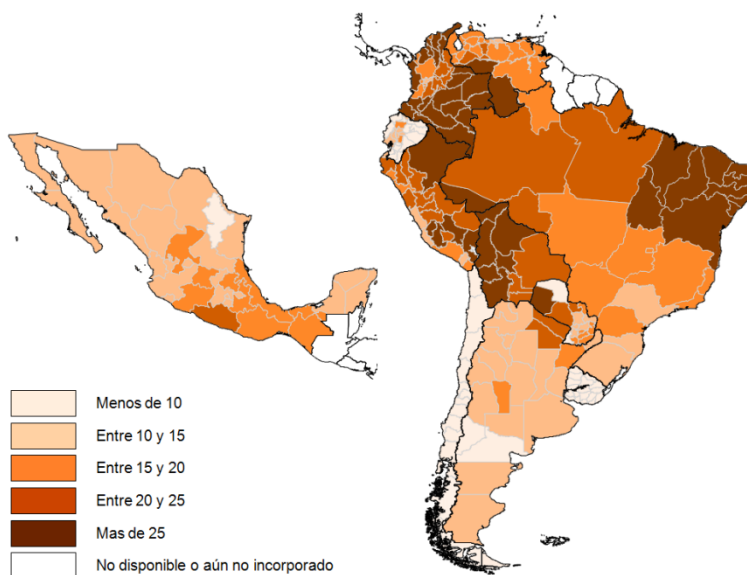 Menos de 10
Entre 10 y 15
Entre 15 y 20
Entre 20 y 25
Mas de 25
No disponible o aún no incorporado